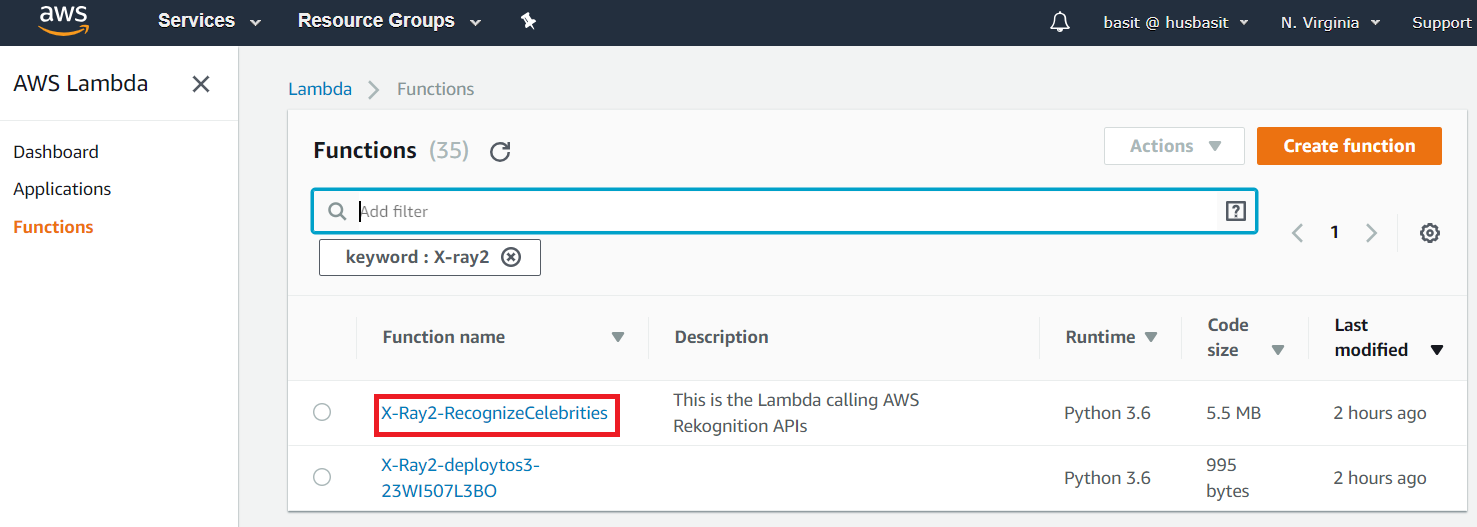 aws Services Resource Groups basit @ husbasit N. Virginia Support
AWS Lambda
Dashboard
Applications
Functions
Lambda Functions
Functions (35) Actions Create function
Add filter ?
1
keyword : X-ray2
Function name Description Runtime Code size Last modified
X-Ray2-RecognizeCelebrities This is the Lambda calling AWS Python 3.6 5.5 MB 2 hours ago
Rekognition APIs
X-Ray2-deploytos3- 995
23WI507L3BO Python 3.6 bytes 2 hours ago